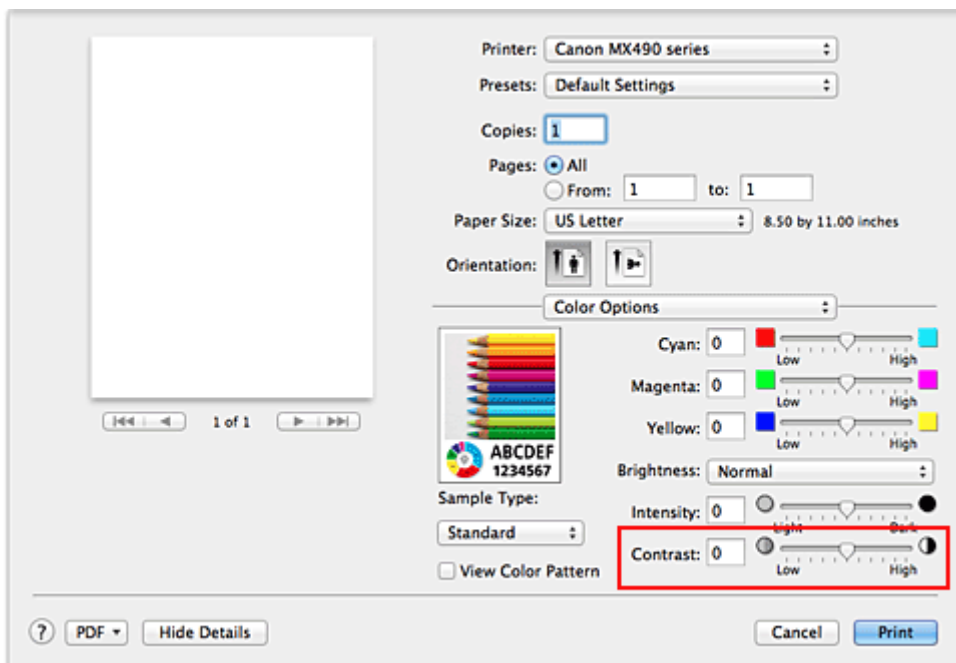 Printer: Canon MX490 series
Presets: Default Settings
Copies: 1
Pages: All
From: 1 to: 1
Paper Size: US Letter 8.50 by 11.00 inches
Orientation:
Color Options
1 of 1
ABCDEF
1234567
Sample Type:
Standard
View Color Pattern
Cyan: 0
Low High
Magenta: 0
Low High
Yellow: 0
Low High
Brightness: Normal
Intensity: 0
Light Dark
Contrast: 0
Low High
? PDF Hide Details Cancel Print